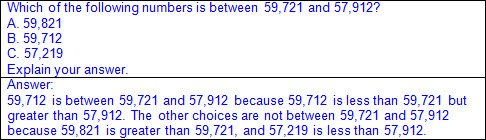 Which of the following numbers is between 59,721 and 57,912?
A. 59,821
B. 59,712
C. 57,219
Explain your answer.
Answer:
59,712 is between 59,721 and 57,912 because 59,712 is less than 59,721 but
greater than 57,912. The other choices are not between 59,721 and 57,912
because 59,821 is greater than 59,721, and 57,219 is less than 57,912.